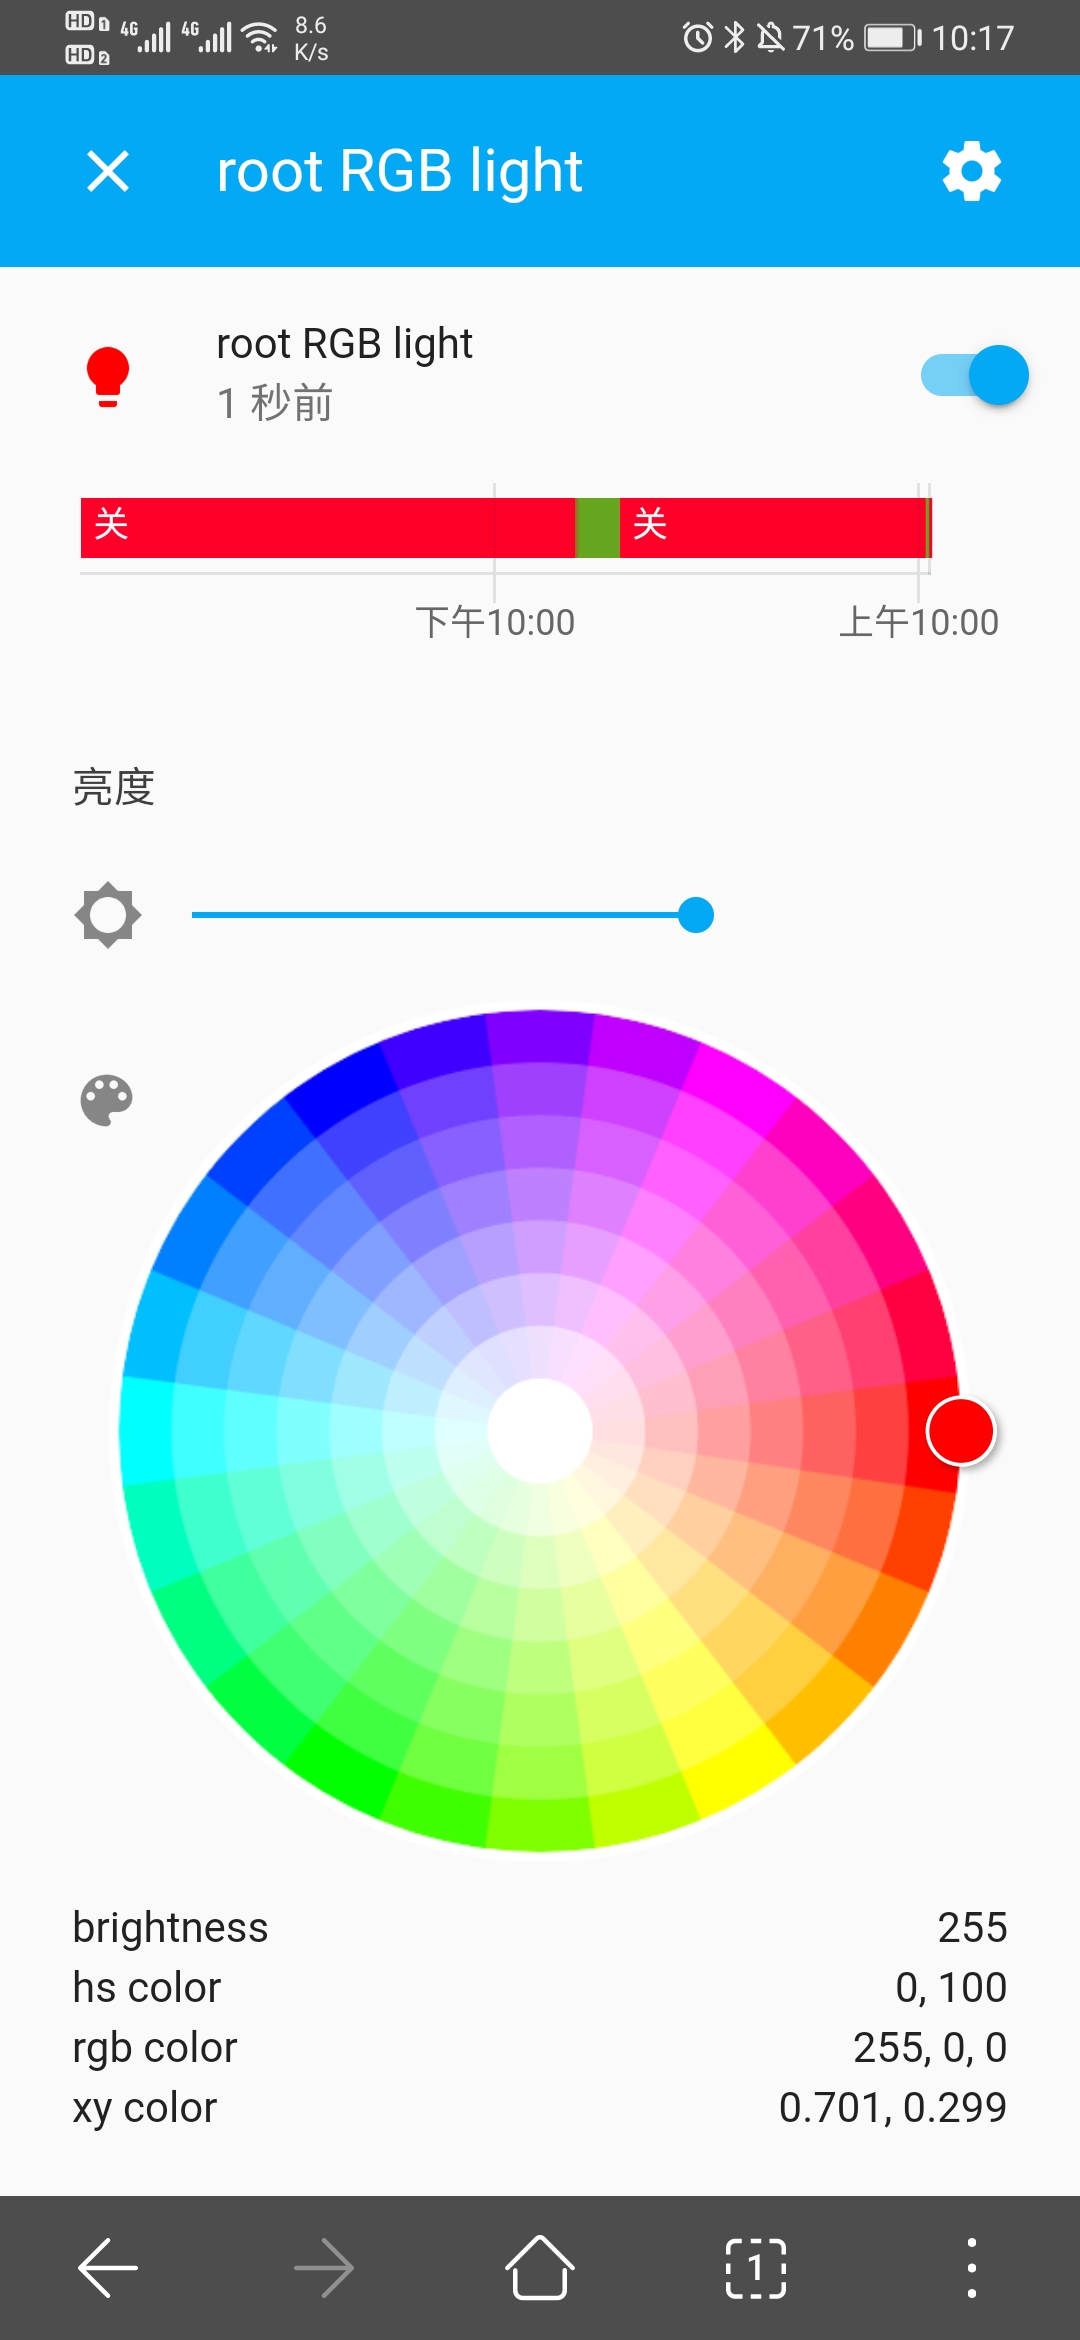 HD 1 4G 4G 8.6 K/s 71% 10:17
HD 2
root RGB light
root RGB light
1 秒前
关 关
下午10:00 上午10:00
亮度
brightness 255
hs color 0, 100
rgb color 255, 0, 0
xy color 0.701, 0.299
1